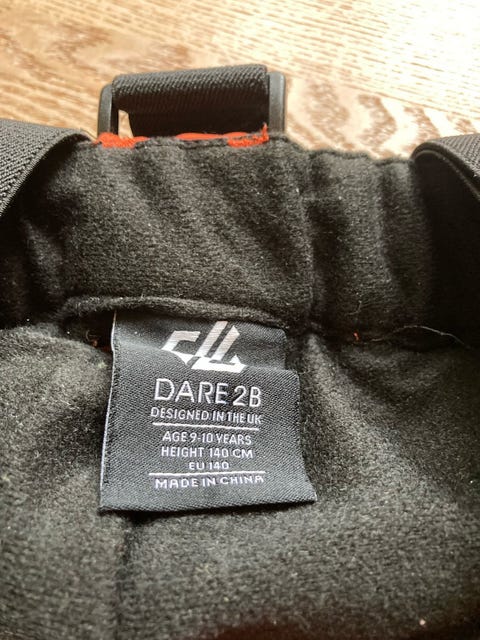 DARE 2B
DESIGNED IN THE UK
AGE 9-10 YEARS
HEIGHT 140 CM
EU 140
MADE IN CHINA